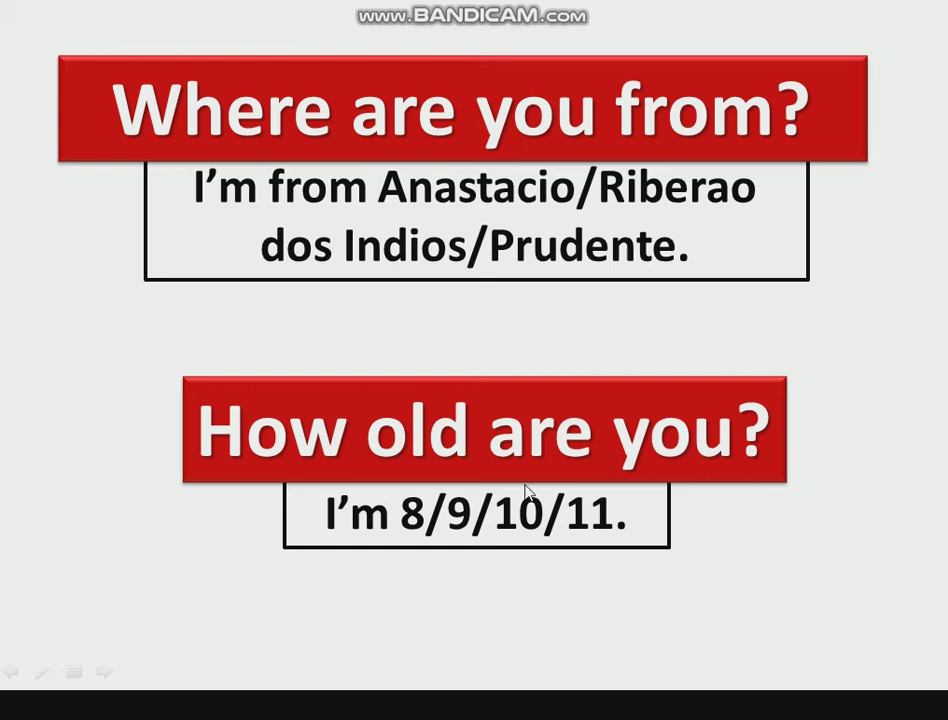 www.BANDICAM.com
Where are you from?
I'm from Anastacio/Riberao
dos Indios/Prudente.
How old are you?
I'm 8/9/10/11.